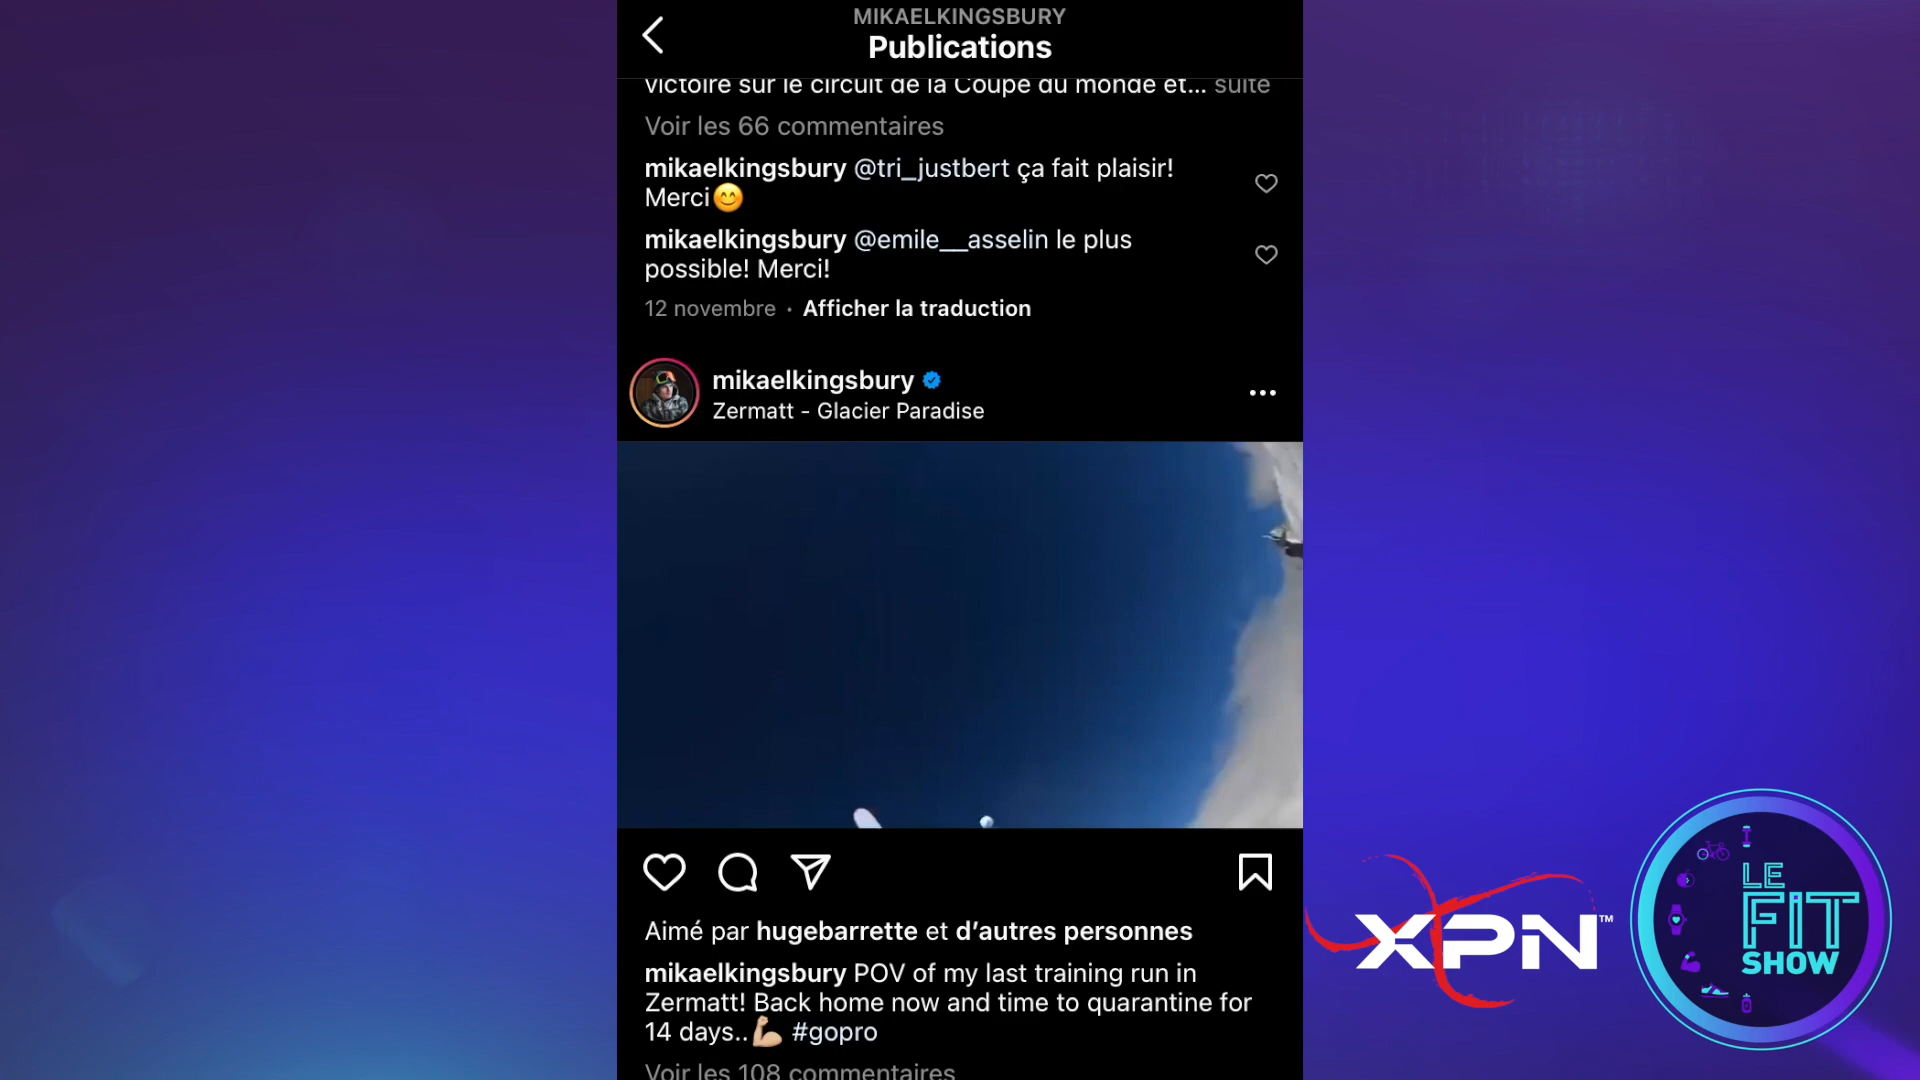 MIKAELKINGSBURY
Publications
victoire sur le circuit de la Coupe du monde et... suite
Voir les 66 commentaires
mikaelkingsbury @tri_justbert ça fait plaisir!
Merci😊
mikaelkingsbury @emile__asselin le plus
possible! Merci!
12 novembre · Afficher la traduction
mikaelkingsbury
Zermatt - Glacier Paradise
Aimé par hugebarrette et d’autres personnes
mikaelkingsbury POV of my last training run in
Zermatt! Back home now and time to quarantine for
14 days..💪🏼 #gopro
Voir les 108 commentaires
XPN™
LE
FIT
SHOW